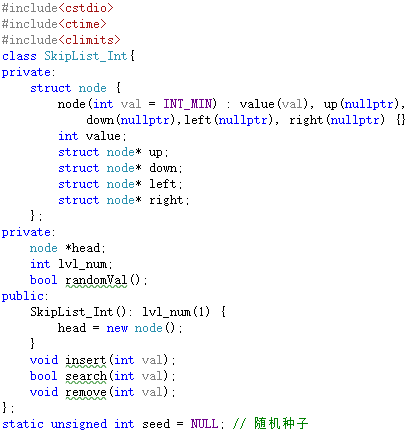 #include<cstdio>
#include<ctime>
#include<climits>
class SkipList_Int{
private:
    struct node {
        node(int val = INT_MIN) : value(val), up(nullptr),
            down(nullptr),left(nullptr), right(nullptr) {}
        int value;
        struct node* up;
        struct node* down;
        struct node* left;
        struct node* right;
    };
private:
    node *head;
    int lvl_num;
    bool randomVal();
public:
    SkipList_Int(): lvl_num(1) {
        head = new node();
    }
    void insert(int val);
    bool search(int val);
    void remove(int val);
};
static unsigned int seed = NULL; // 随机种子